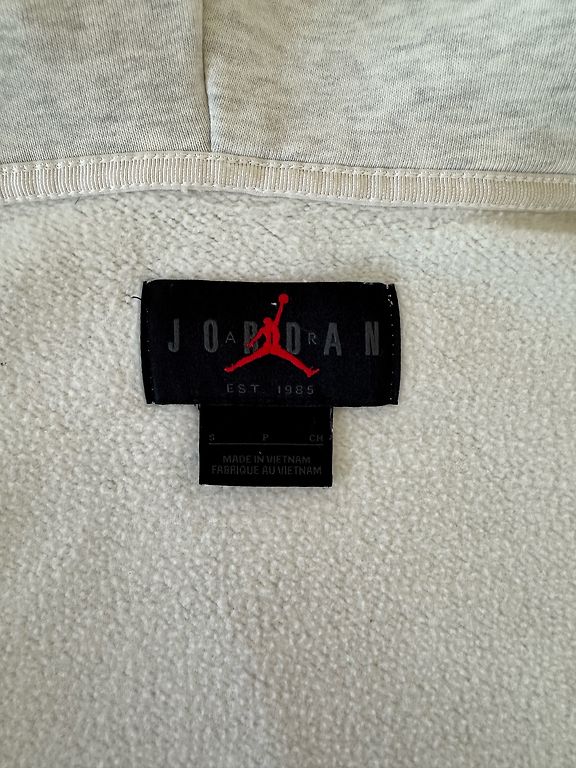 JORDAN
AIR
EST. 1985
S P CH
MADE IN VIETNAM
FABRIQUE AU VIETNAM